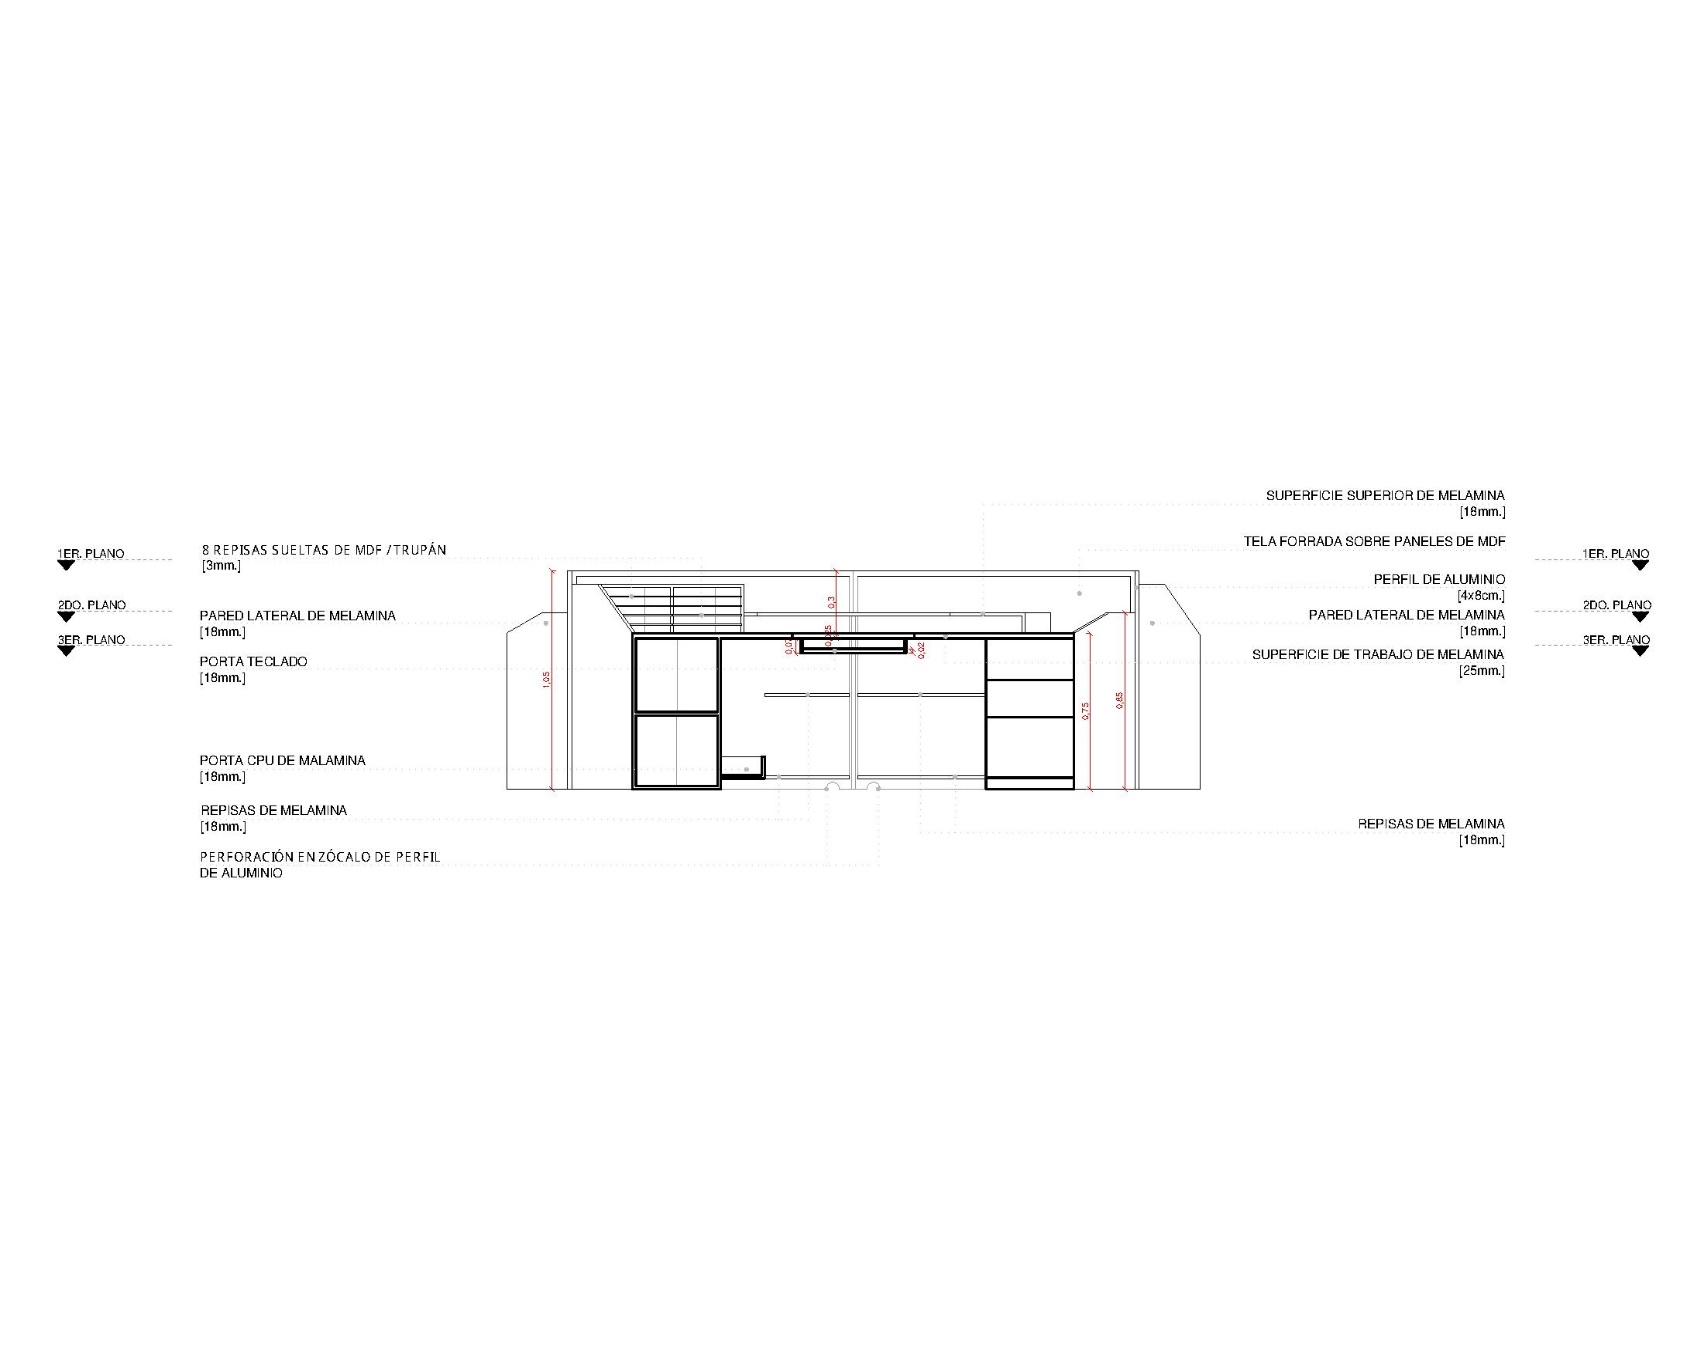 SUPERFICIE SUPERIOR DE MELAMINA
[18mm.]
TELA FORRADA SOBRE PANELES DE MDF
1ER. PLANO
8 REPISAS SUELTAS DE MDF / TRUPÁN
[3mm.]
1ER. PLANO
PERFIL DE ALUMINIO
[4x8cm.]
2DO. PLANO
PARED LATERAL DE MELAMINA
[18mm.]
PARED LATERAL DE MELAMINA
[18mm.]
2DO. PLANO
3ER. PLANO
3ER. PLANO
PORTA TECLADO
[18mm.]
SUPERFICIE DE TRABAJO DE MELAMINA
[25mm.]
0,3
0,02
1,05
0,75
0,85
PORTA CPU DE MALAMINA
[18mm.]
REPISAS DE MELAMINA
[18mm.]
REPISAS DE MELAMINA
[18mm.]
PERFORACIÓN EN ZÓCALO DE PERFIL
DE ALUMINIO